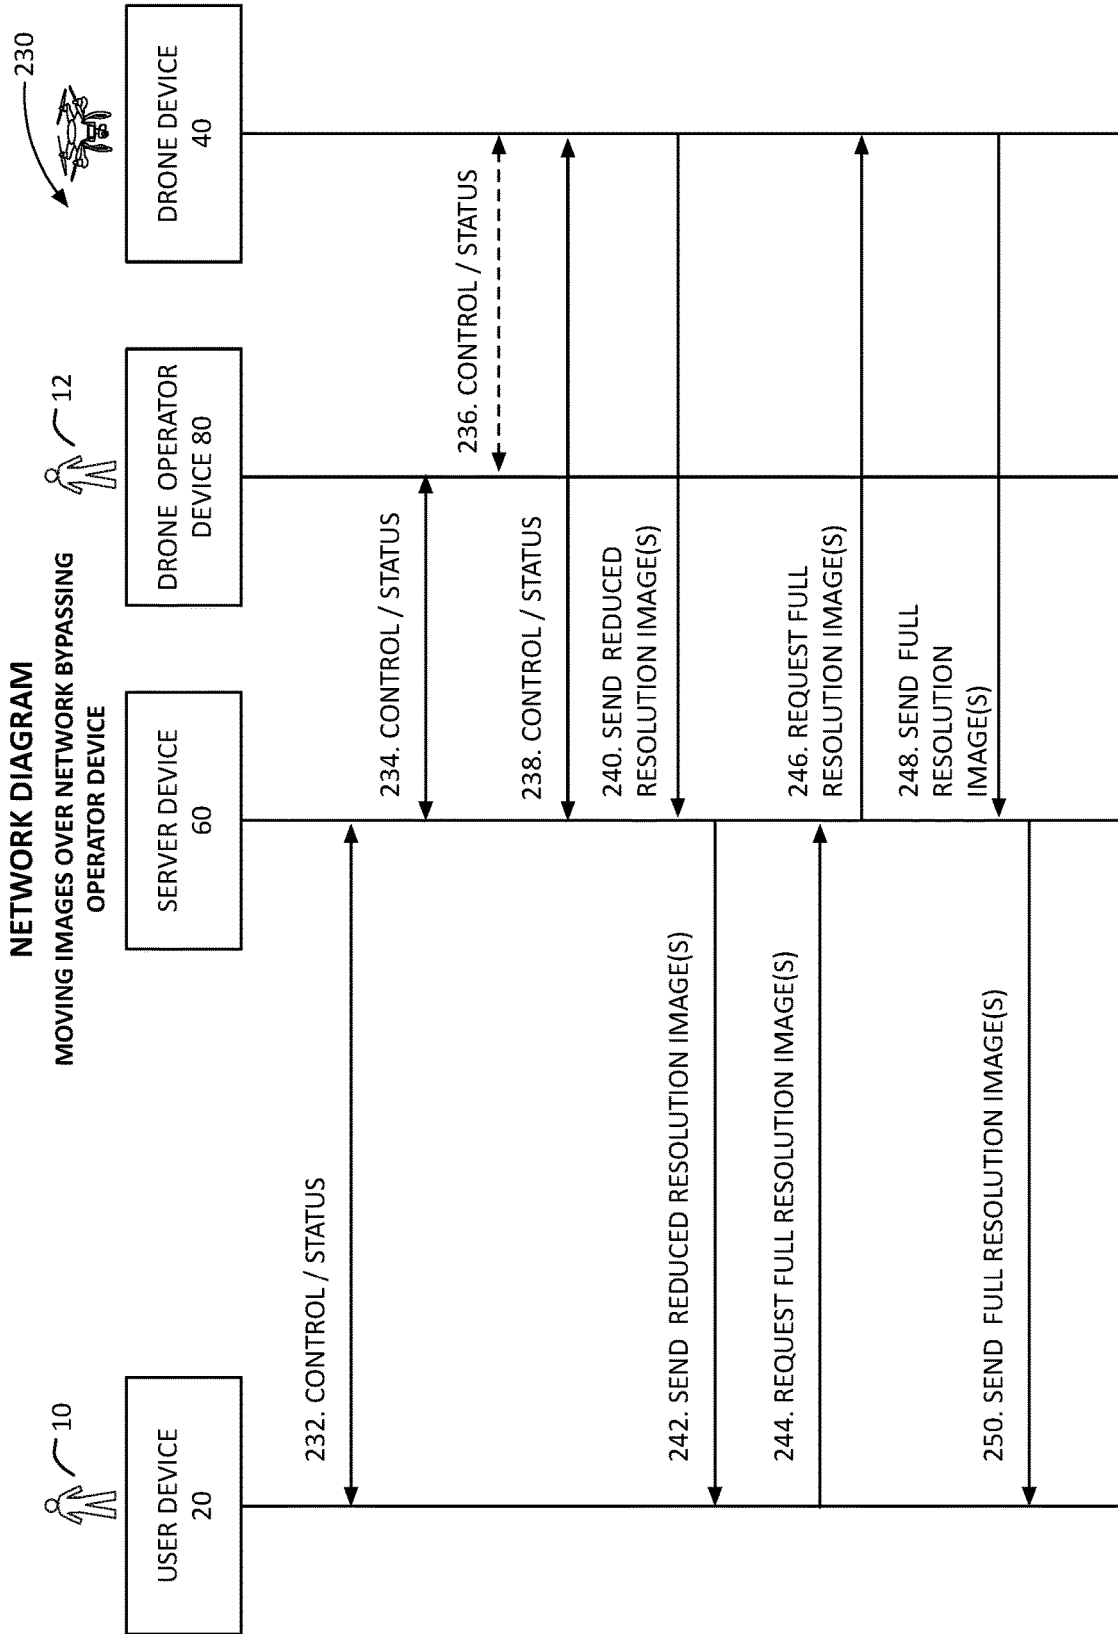 NETWORK DIAGRAM
MOVING IMAGES OVER NETWORK BYPASSING
OPERATOR DEVICE
10
12
230
USER DEVICE
20
SERVER DEVICE
60
DRONE OPERATOR
DEVICE 80
DRONE DEVICE
40
232. CONTROL / STATUS
234. CONTROL / STATUS
236. CONTROL / STATUS
238. CONTROL / STATUS
240. SEND REDUCED
RESOLUTION IMAGE(S)
242. SEND REDUCED RESOLUTION IMAGE(S)
244. REQUEST FULL RESOLUTION IMAGE(S)
246. REQUEST FULL
RESOLUTION IMAGE(S)
248. SEND FULL
RESOLUTION
IMAGE(S)
250. SEND FULL RESOLUTION IMAGE(S)